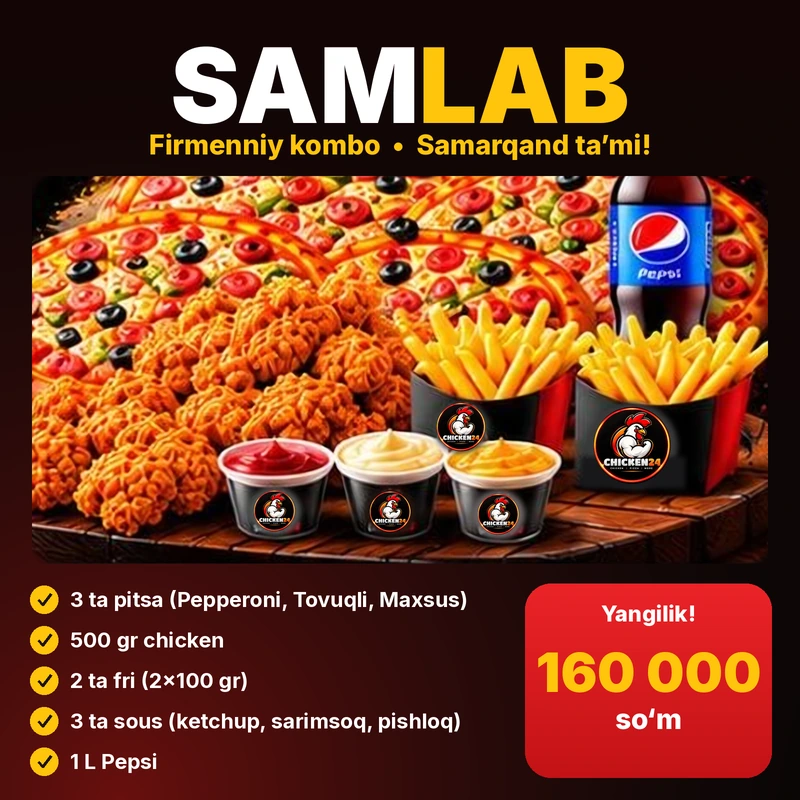 SAMLAB
Firmenniy kombo • Samarqand ta’mi!
pepsi
CHICKEN24
CHICKEN24
CHICKEN24
CHICKEN24
CHICKEN24
3 ta pitsa (Pepperoni, Tovuqli, Maxsus)
500 gr chicken
2 ta fri (2×100 gr)
3 ta sous (ketchup, sarimsoq, pishloq)
1 L Pepsi
Yangilik!
160 000
so‘m